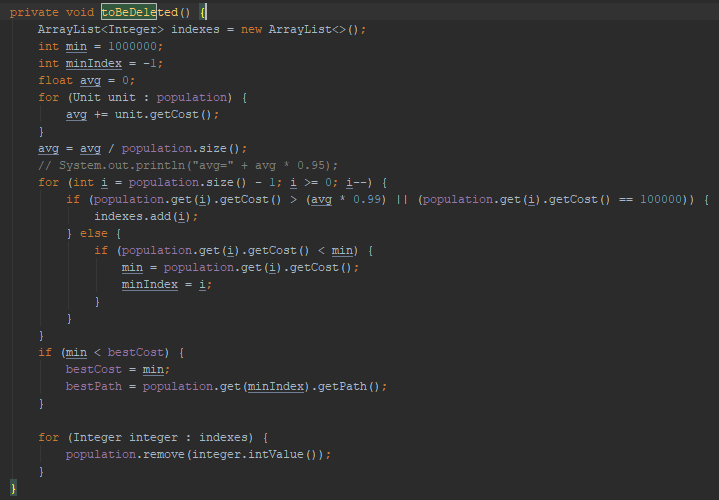 private void toBeDeleted() {
    ArrayList<Integer> indexes = new ArrayList<>();
    int min = 1000000;
    int minIndex = -1;
    float avg = 0;
    for (Unit unit : population) {
        avg += unit.getCost();
    }
    avg = avg / population.size();
    // System.out.println("avg=" + avg * 0.95);
    for (int i = population.size() - 1; i >= 0; i--) {
        if (population.get(i).getCost() > (avg * 0.99) || (population.get(i).getCost() == 100000)) {
            indexes.add(i);
        } else {
            if (population.get(i).getCost() < min) {
                min = population.get(i).getCost();
                minIndex = i;
            }
        }
    }
    if (min < bestCost) {
        bestCost = min;
        bestPath = population.get(minIndex).getPath();
    }

    for (Integer integer : indexes) {
        population.remove(integer.intValue());
    }
}